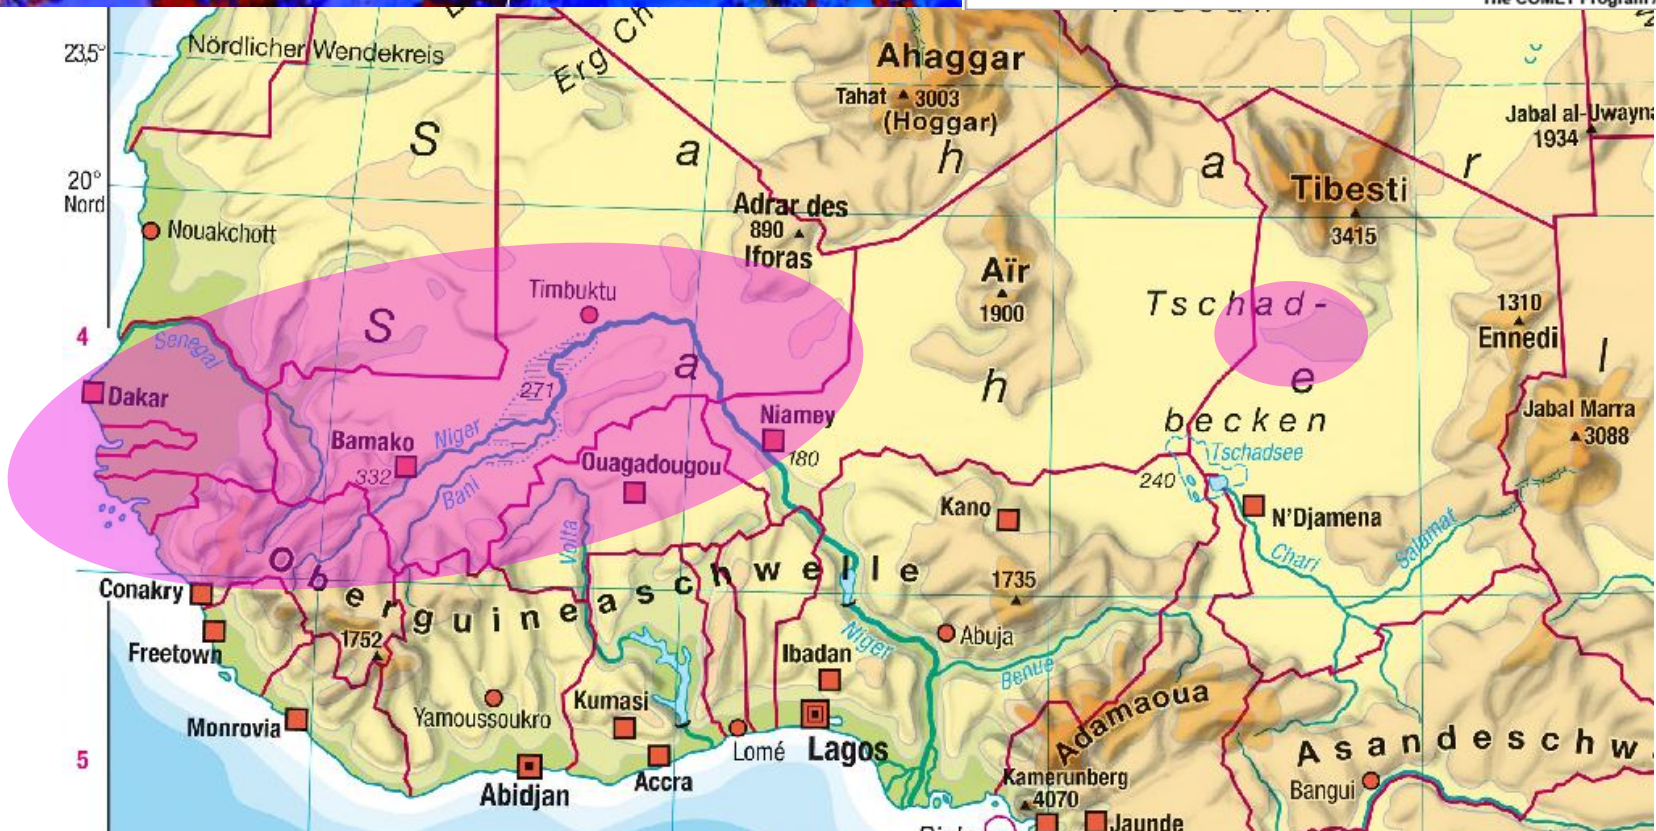 The COMET Program
23,5°
Nördlicher Wendekreis
Erg Ch
Ahaggar
Tahat
3003
(Hoggar)
Jabal al-Uwayna
1934
S a h a r
20°
Nord
Adrar des
890
Iforas
Tibesti
3415
Nouakchott
Aïr
1900
Timbuktu
Tschad-
e
becken
1310
Ennedi
4
Senegal
S a h e l
271
Dakar
Niamey
180
Jabal Marra
3088
Bamako
332
Niger
Bani
Ouagadougou
Tschadsee
240
Kano
N'Djamena
Volta
Chari
Salamat
Oberguineaschwelle
1735
Conakry
Freetown
1752
Niger
Abuja
Benue
Ibadan
Adamaoua
Monrovia
Yamoussoukro
Kumasi
5
Abidjan
Accra
Lomé
Lagos
Asandeschw
Kamerunberg
4070
Bangui
Jaunde